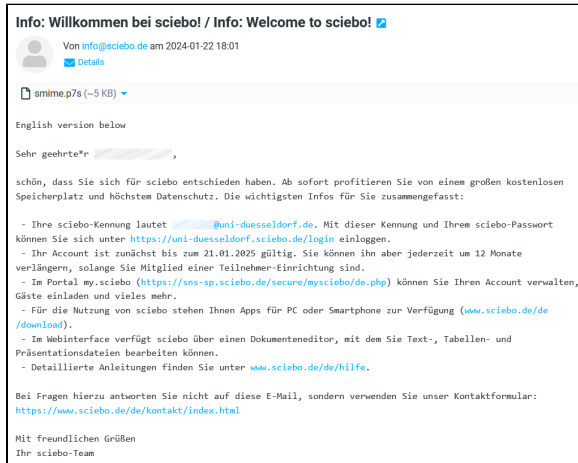 Info: Willkommen bei sciebo! / Info: Welcome to sciebo!
Von info@sciebo.de am 2024-01-22 18:01
Details
smime.p7s (~5 KB)
English version below
Sehr geehrte*r ,
schön, dass Sie sich für sciebo entschieden haben. Ab sofort profitieren Sie von einem großen kostenlosen
Speicherplatz und höchstem Datenschutz. Die wichtigsten Infos für Sie zusammengefasst:
- Ihre sciebo-Kennung lautet @uni-duesseldorf.de. Mit dieser Kennung und Ihrem sciebo-Passwort
können Sie sich unter https://uni-duesseldorf.sciebo.de/login einloggen.
- Ihr Account ist zunächst bis zum 21.01.2025 gültig. Sie können ihn aber jederzeit um 12 Monate
verlängern, solange Sie Mitglied einer Teilnehmer-Einrichtung sind.
- Im Portal my.sciebo (https://sns-sp.sciebo.de/secure/mysciebo/de.php) können Sie Ihren Account verwalten,
Gäste einladen und vieles mehr.
- Für die Nutzung von sciebo stehen Ihnen Apps für PC oder Smartphone zur Verfügung (www.sciebo.de/de
/download).
- Im Webinterface verfügt sciebo über einen Dokumenteneditor, mit dem Sie Text-, Tabellen- und
Präsentationsdateien bearbeiten können.
- Detaillierte Anleitungen finden Sie unter www.sciebo.de/de/hilfe.
Bei Fragen hierzu antworten Sie nicht auf diese E-Mail, sondern verwenden Sie unser Kontaktformular:
https://www.sciebo.de/de/kontakt/index.html
Mit freundlichen Grüßen
Ihr sciebo-Team